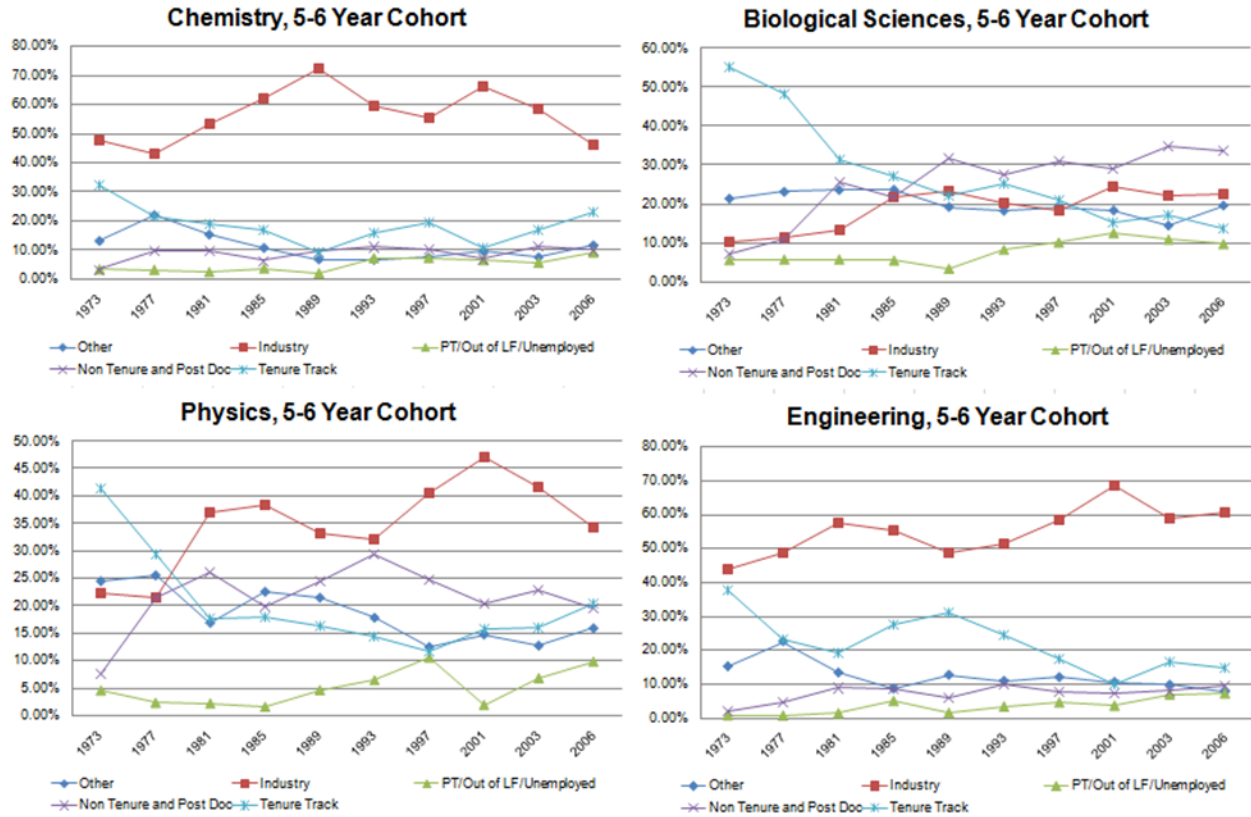 Chemistry, 5-6 Year Cohort
80.00%
70.00%
60.00%
50.00%
40.00%
30.00%
20.00%
10.00%
0.00%
1973 1977 1981 1985 1989 1993 1997 2001 2003 2006
Other Industry PT/Out of LF/Unemployed
Non Tenure and Post Doc Tenure Track
Biological Sciences, 5-6 Year Cohort
60.00%
50.00%
40.00%
30.00%
20.00%
10.00%
0.00%
1973 1977 1981 1985 1989 1993 1997 2001 2003 2006
Other Industry PT/Out of LF/Unemployed
Non Tenure and Post Doc Tenure Track
Physics, 5-6 Year Cohort
50.00%
45.00%
40.00%
35.00%
30.00%
25.00%
20.00%
15.00%
10.00%
5.00%
0.00%
1973 1977 1981 1985 1989 1993 1997 2001 2003 2006
Other Industry PT/Out of LF/Unemployed
Non Tenure and Post Doc Tenure Track
Engineering, 5-6 Year Cohort
80.00%
70.00%
60.00%
50.00%
40.00%
30.00%
20.00%
10.00%
0.00%
1973 1977 1981 1985 1989 1993 1997 2001 2003 2006
Other Industry PT/Out of LF/Unemployed
Non Tenure and Post Doc Tenure Track